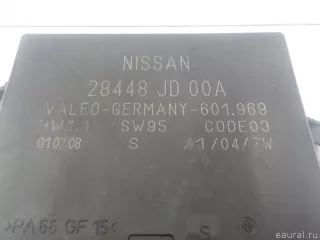 NISSAN
28448 JD 00A
VALEO-GERMANY-601.969
SW95 CODE03
010208 S
>PA66 GF15<
eaural.ru